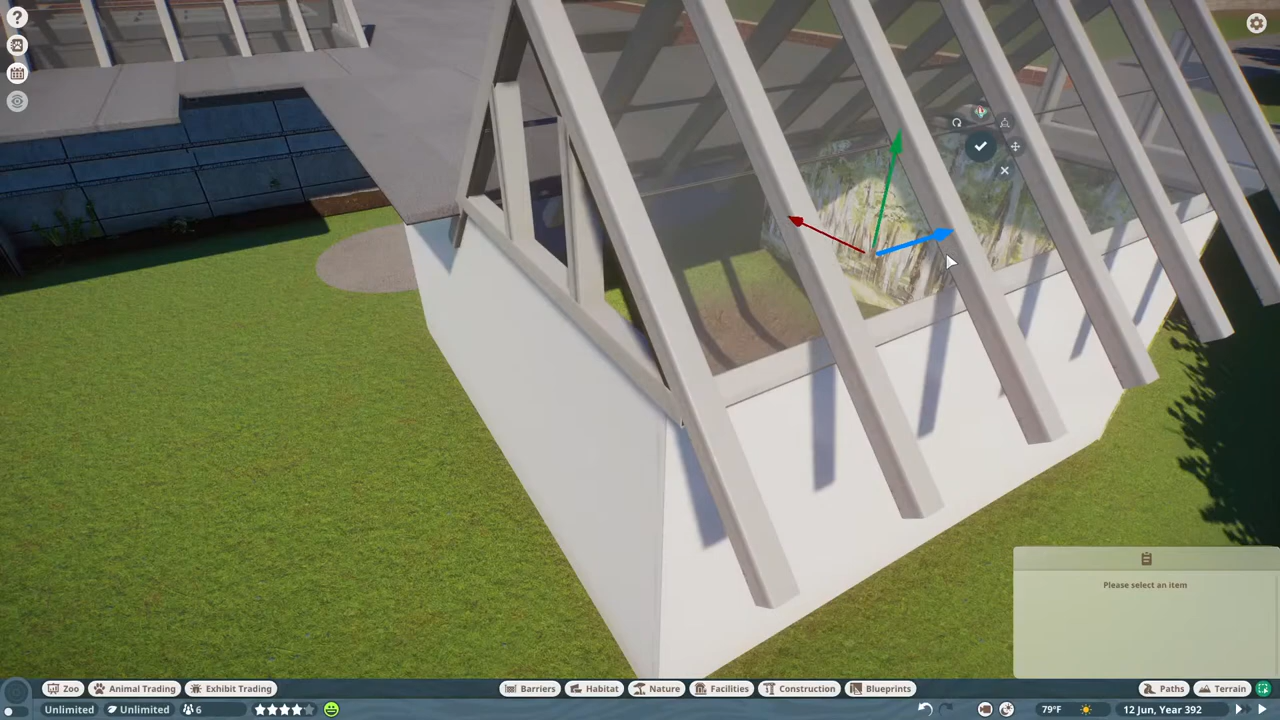 ?
Please select an item
Zoo
Animal Trading
Exhibit Trading
Barriers
Habitat
Nature
Facilities
Construction
Blueprints
Paths
Terrain
Unlimited
Unlimited
6
79°F
12 Jun, Year 392